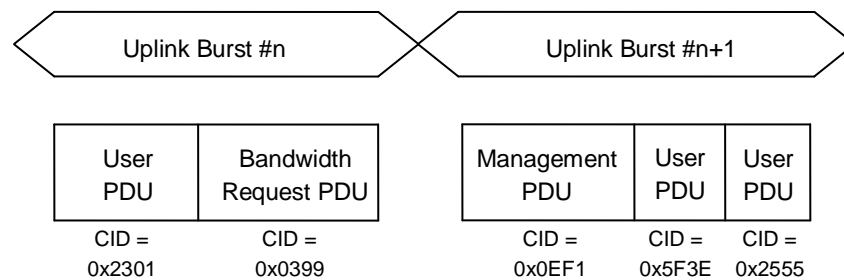 Uplink Burst #n
Uplink Burst #n+1
User
PDU
Bandwidth
Request PDU
Management
PDU
User
PDU
User
PDU
CID =
0x2301
CID =
0x0399
CID =
0x0EF1
CID =
0x5F3E
CID =
0x2555